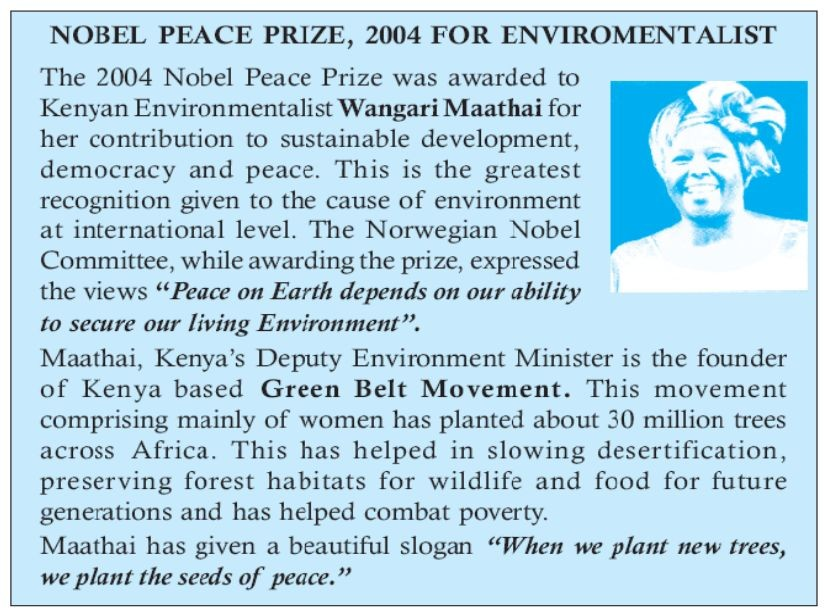 NOBEL PEACE PRIZE, 2004 FOR ENVIROMENTALIST
The 2004 Nobel Peace Prize was awarded to
Kenyan Environmentalist Wangari Maathai for
her contribution to sustainable development,
democracy and peace. This is the greatest
recognition given to the cause of environment
at international level. The Norwegian Nobel
Committee, while awarding the prize, expressed
the views “Peace on Earth depends on our ability
to secure our living Environment”.
Maathai, Kenya’s Deputy Environment Minister is the founder
of Kenya based Green Belt Movement. This movement
comprising mainly of women has planted about 30 million trees
across Africa. This has helped in slowing desertification,
preserving forest habitats for wildlife and food for future
generations and has helped combat poverty.
Maathai has given a beautiful slogan “When we plant new trees,
we plant the seeds of peace.”